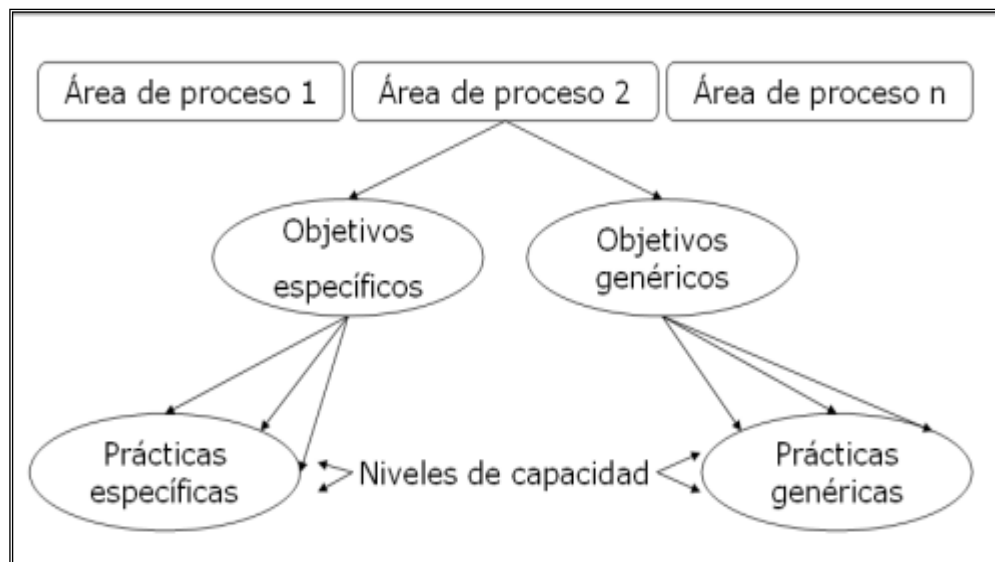 Área de proceso 1
Área de proceso 2
Área de proceso n
Objetivos
específicos
Objetivos
genéricos
Prácticas
específicas
Niveles de capacidad
Prácticas
genéricas